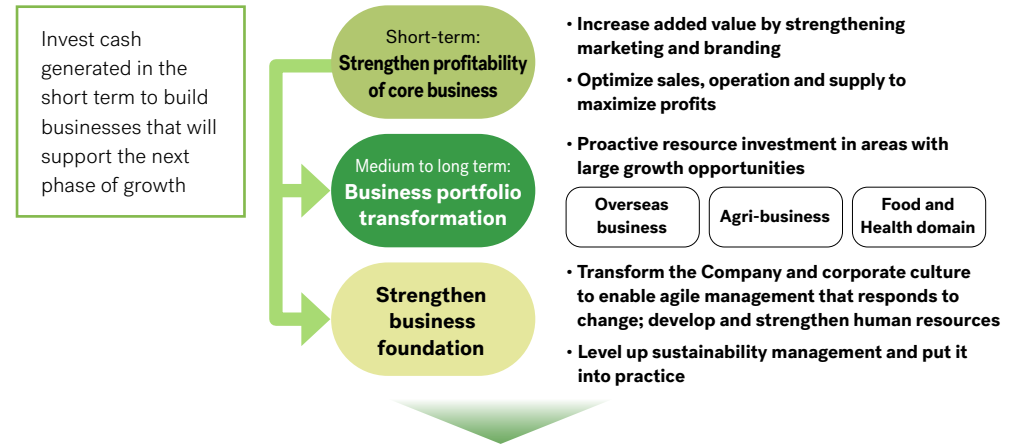 Invest cash
generated in the
short term to build
businesses that will
support the next
phase of growth
Short-term:
Strengthen profitability
of core business
• Increase added value by strengthening
marketing and branding
• Optimize sales, operation and supply to
maximize profits
Medium to long term:
Business portfolio
transformation
• Proactive resource investment in areas with
large growth opportunities
Overseas
business
Agri-business
Food and
Health domain
Strengthen
business
foundation
• Transform the Company and corporate culture
to enable agile management that responds to
change; develop and strengthen human resources
• Level up sustainability management and put it
into practice